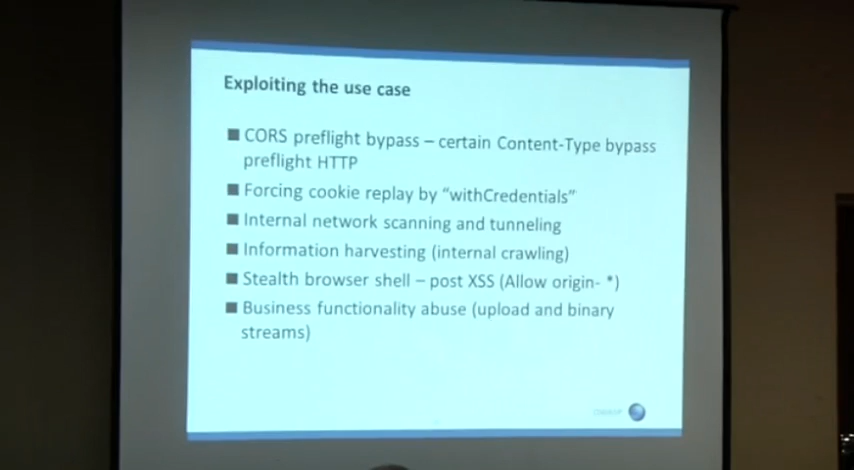 Exploiting the use case
■ CORS preflight bypass – certain Content-Type bypass
preflight HTTP
■ Forcing cookie replay by “withCredentials”
■ Internal network scanning and tunneling
■ Information harvesting (internal crawling)
■ Stealth browser shell – post XSS (Allow origin- *)
■ Business functionality abuse (upload and binary
streams)